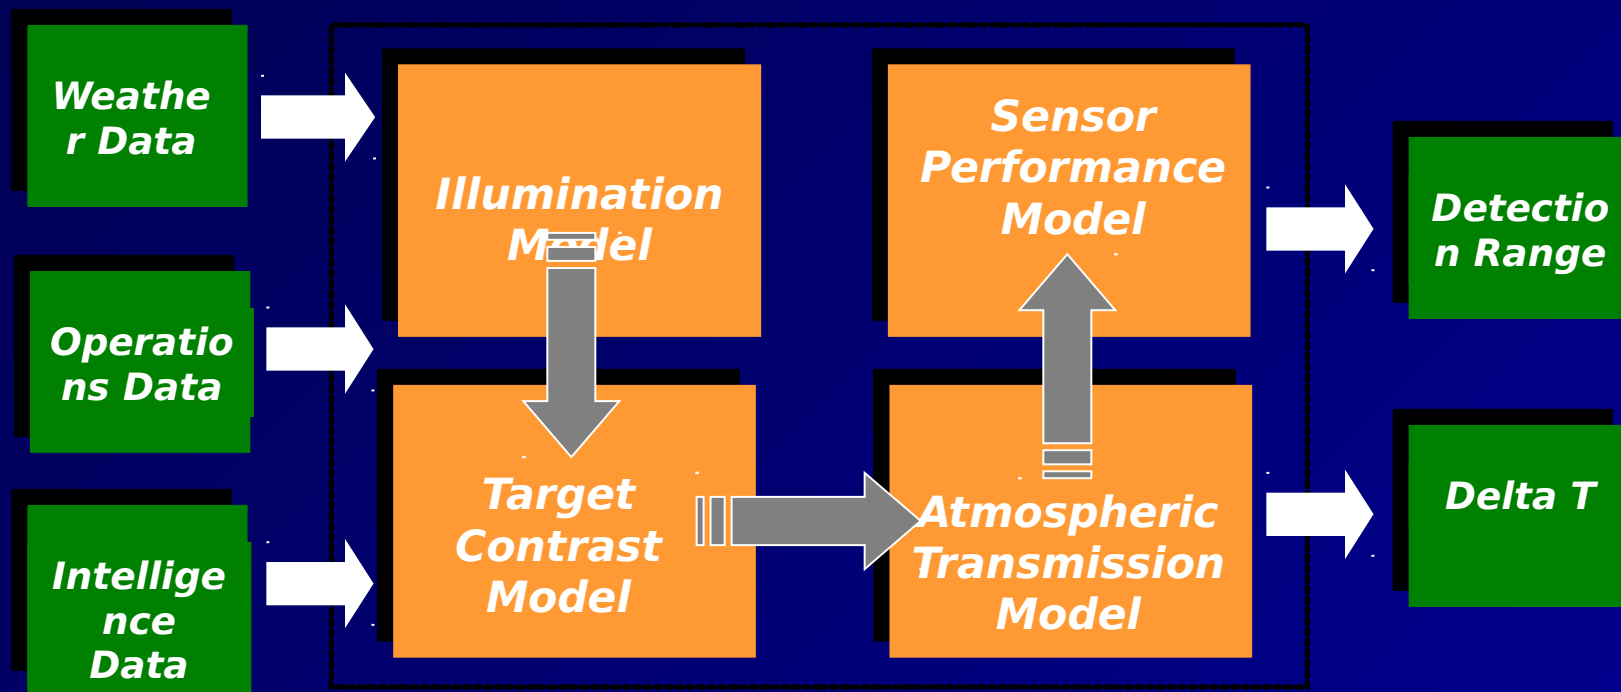 Weathe
r Data
Operatio
ns Data
Intellige
nce
Data
Illumination
Model
Target
Contrast
Model
Sensor
Performance
Model
Atmospheric
Transmission
Model
Detectio
n Range
Delta T